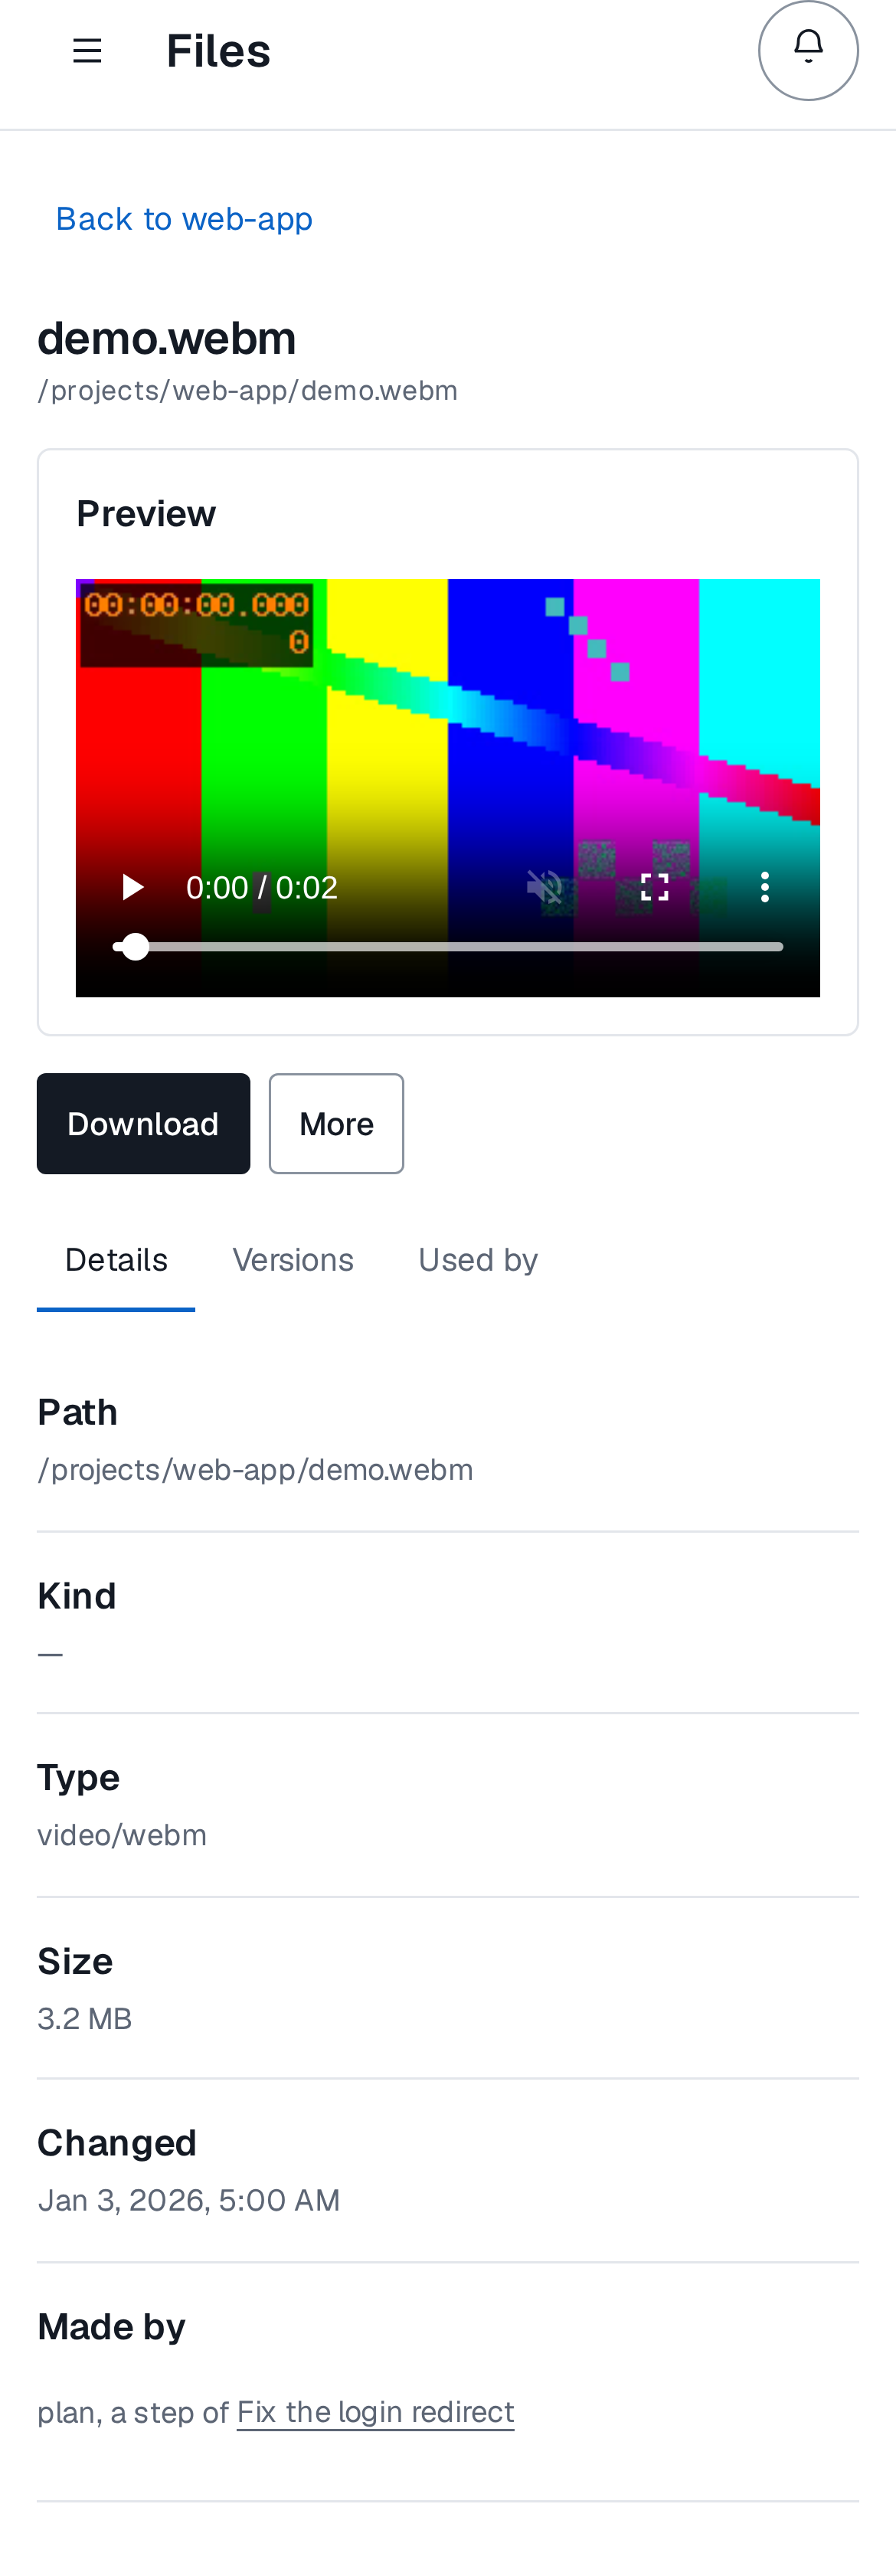 Files
Back to web-app
demo.webm
/projects/web-app/demo.webm
Preview
00:00:00.000
0
0:00 / 0:02
Download
More
Details
Versions
Used by
Path
/projects/web-app/demo.webm
Kind
—
Type
video/webm
Size
3.2 MB
Changed
Jan 3, 2026, 5:00 AM
Made by
plan, a step of Fix the login redirect